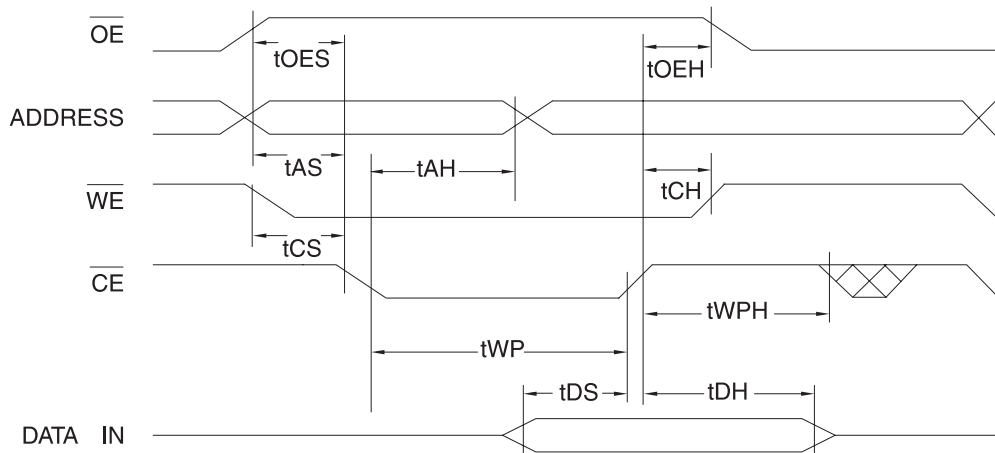 OE
tOES
tOEH
ADDRESS
tAS
tAH
tCH
WE
tCS
CE
tWPH
tWP
tDS
tDH
DATA IN